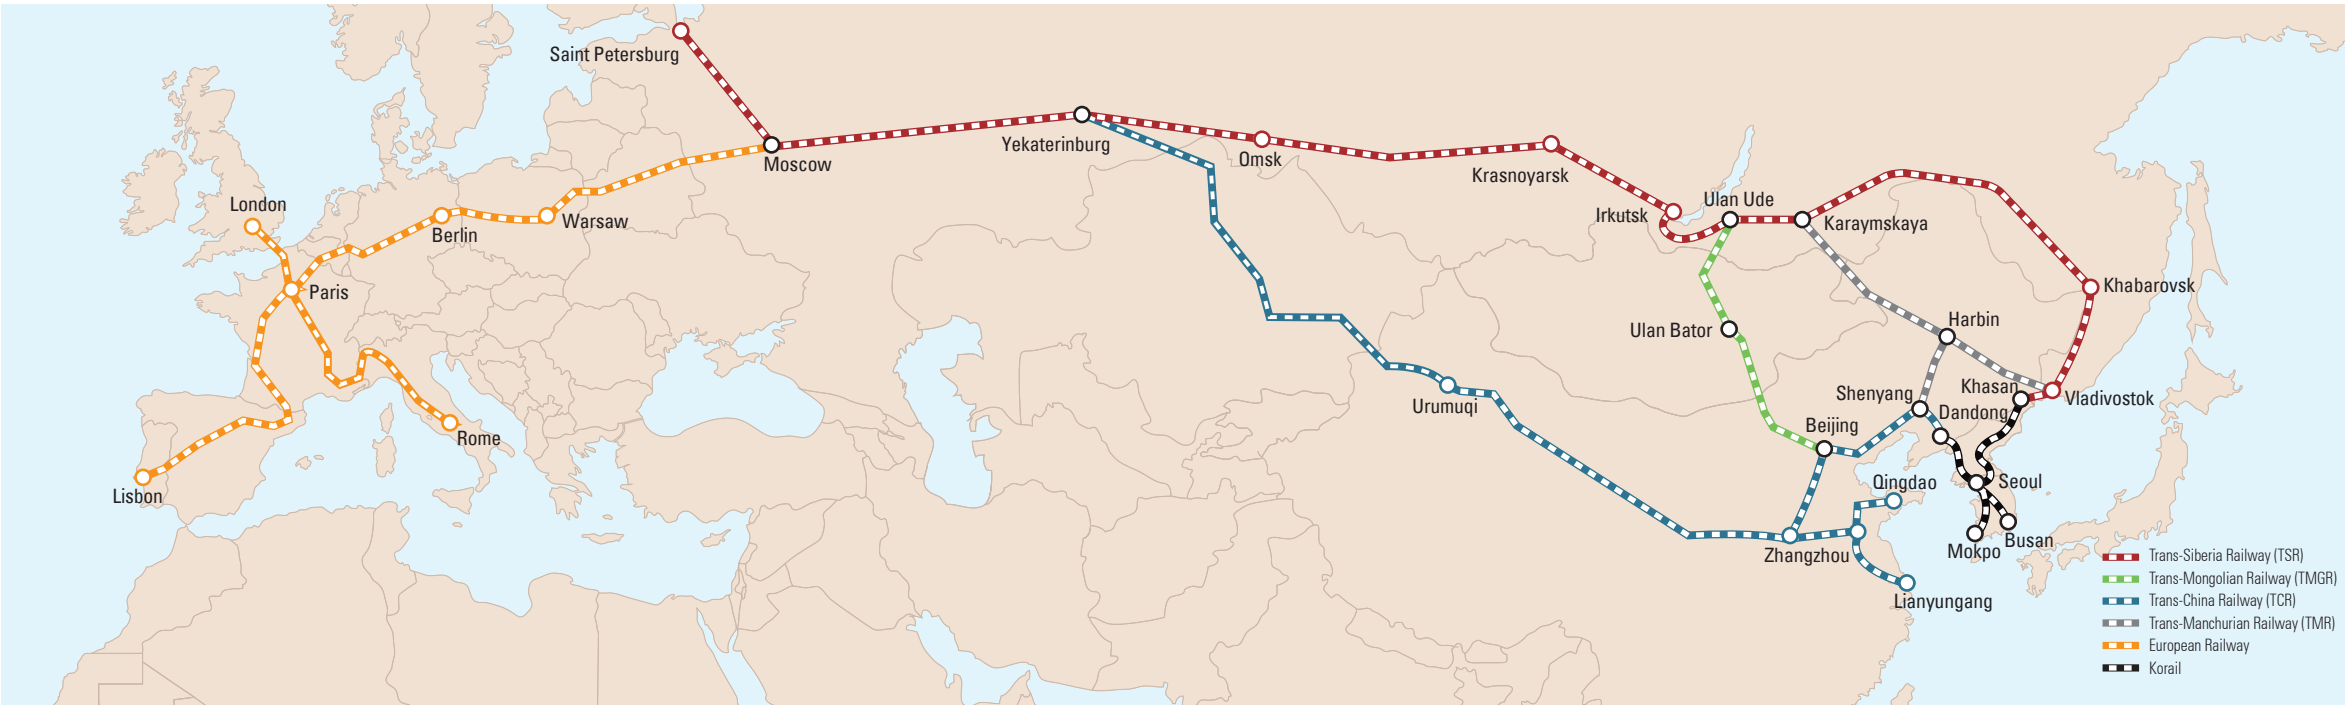 Saint Petersburg
Moscow
Yekaterinburg
Omsk
Krasnoyarsk
Irkutsk
Ulan Ude
Karaymskaya
London
Berlin
Warsaw
Paris
Khabarovsk
Ulan Bator
Harbin
Urumuqi
Shenyang
Khasan
Vladivostok
Dandong
Beijing
Rome
Lisbon
Qingdao
Seoul
Zhangzhou
Mokpo
Busan
Lianyungang
Trans-Siberia Railway (TSR)
Trans-Mongolian Railway (TMGR)
Trans-China Railway (TCR)
Trans-Manchurian Railway (TMR)
European Railway
Korail